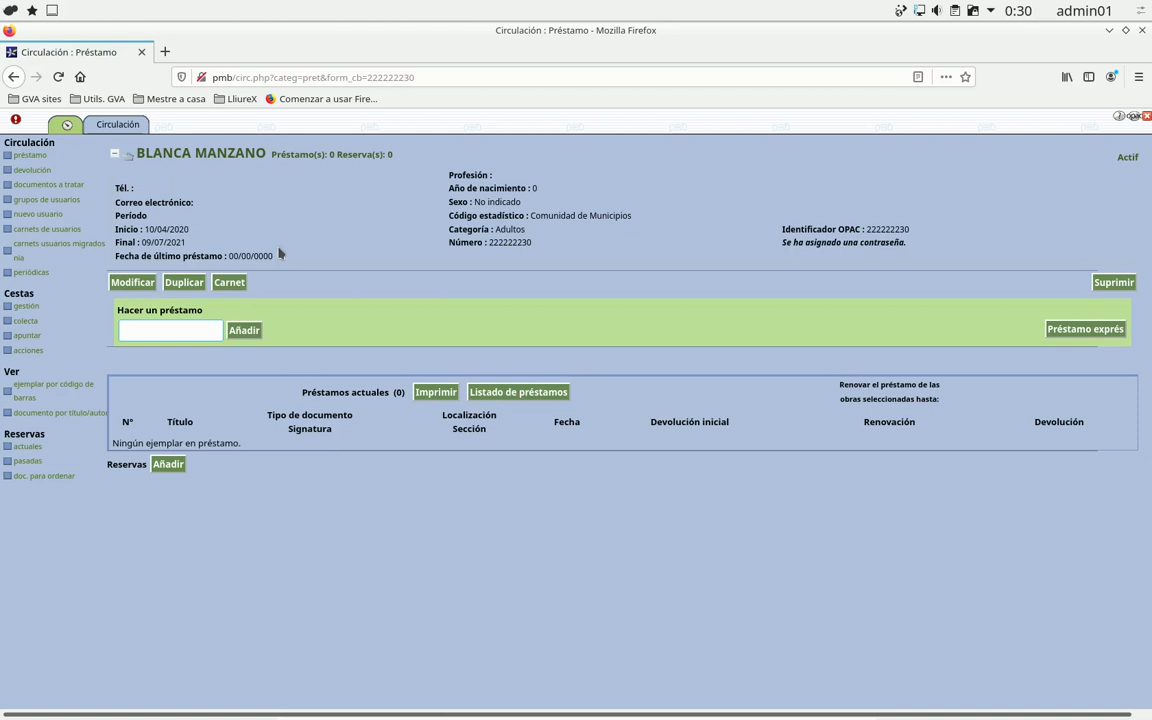 0:30 admin01
Circulación : Préstamo - Mozilla Firefox
Circulación : Préstamo
pmb/circ.php?categ=pret&form_cb=222222230
GVA sites Utils. GVA Mestre a casa LliureX Comenzar a usar Fire...
Circulación
opac
Circulación
préstamo
devolución
documentos a tratar
grupos de usuarios
nuevo usuario
carnets de usuarios
carnets usuarios migrados
nia
periódicas
Cestas
gestión
colecta
apuntar
acciones
Ver
ejemplar por código de
barras
documento por título/autor
Reservas
actuales
pasadas
doc. para ordenar
BLANCA MANZANO Préstamo(s): 0 Reserva(s): 0
Actif
Profesión :
Tél. :
Año de nacimiento : 0
Correo electrónico:
Sexo : No indicado
Período
Código estadístico : Comunidad de Municipios
Inicio : 10/04/2020
Categoría : Adultos
Identificador OPAC : 222222230
Final : 09/07/2021
Número : 222222230
Se ha asignado una contraseña.
Fecha de último préstamo : 00/00/0000
Modificar Duplicar Carnet Suprimir
Hacer un préstamo
Añadir Préstamo exprés
Préstamos actuales (0) Imprimir Listado de préstamos
Renovar el préstamo de las
obras seleccionadas hasta:
N° Título
Tipo de documento
Signatura
Localización
Sección
Fecha Devolución inicial Renovación Devolución
Ningún ejemplar en préstamo.
Reservas Añadir